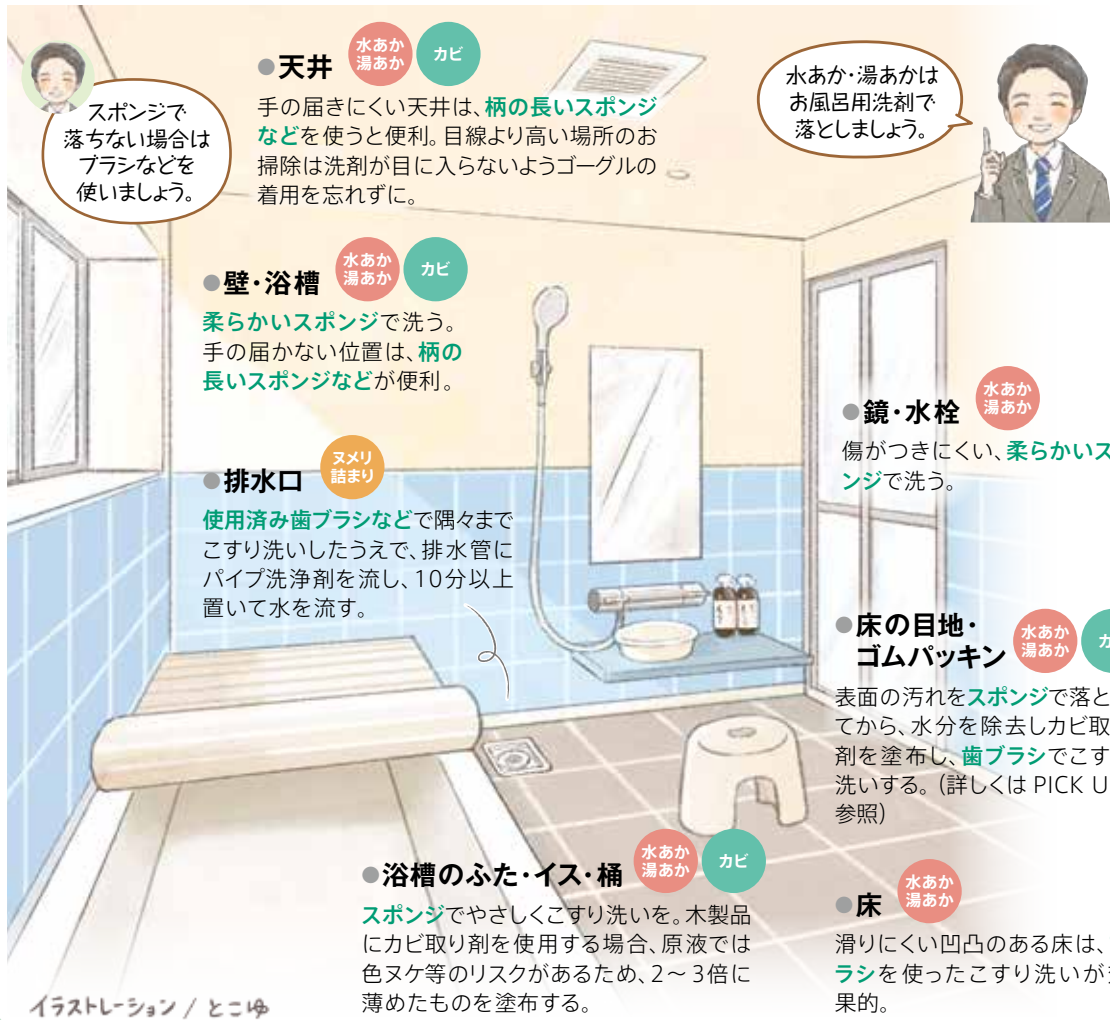 スポンジで
落ちない場合は
ブラシなどを
使いましょう。
●天井
水あか
湯あか
カビ
手の届きにくい天井は、柄の長いスポンジ
などを使うと便利。目線より高い場所のお
掃除は洗剤が目に入らないようゴーグルの
着用を忘れずに。
水あか・湯あかは
お風呂用洗剤で
落としましょう。
●壁・浴槽
水あか
湯あか
カビ
柔らかいスポンジで洗う。
手の届かない位置は、柄の
長いスポンジなどが便利。
●鏡・水栓
水あか
湯あか
傷がつきにくい、柔らかいス
ンジで洗う。
●排水口
ヌメリ
詰まり
使用済み歯ブラシなどで隅々まで
こすり洗いしたうえで、排水管に
パイプ洗浄剤を流し、10分以上
置いて水を流す。
●床の目地・
ゴムパッキン
水あか
湯あか
カ
表面の汚れをスポンジで落と
てから、水分を除去しカビ取
剤を塗布し、歯ブラシでこす
洗いする。(詳しくは PICK U
参照)
●浴槽のふた・イス・桶
水あか
湯あか
カビ
スポンジでやさしくこすり洗いを。木製品
にカビ取り剤を使用する場合、原液では
色ヌケ等のリスクがあるため、2～3倍に
薄めたものを塗布する。
●床
水あか
湯あか
滑りにくい凹凸のある床は、
ラシを使ったこすり洗いが
果的。
イラストレーション / とこゆ